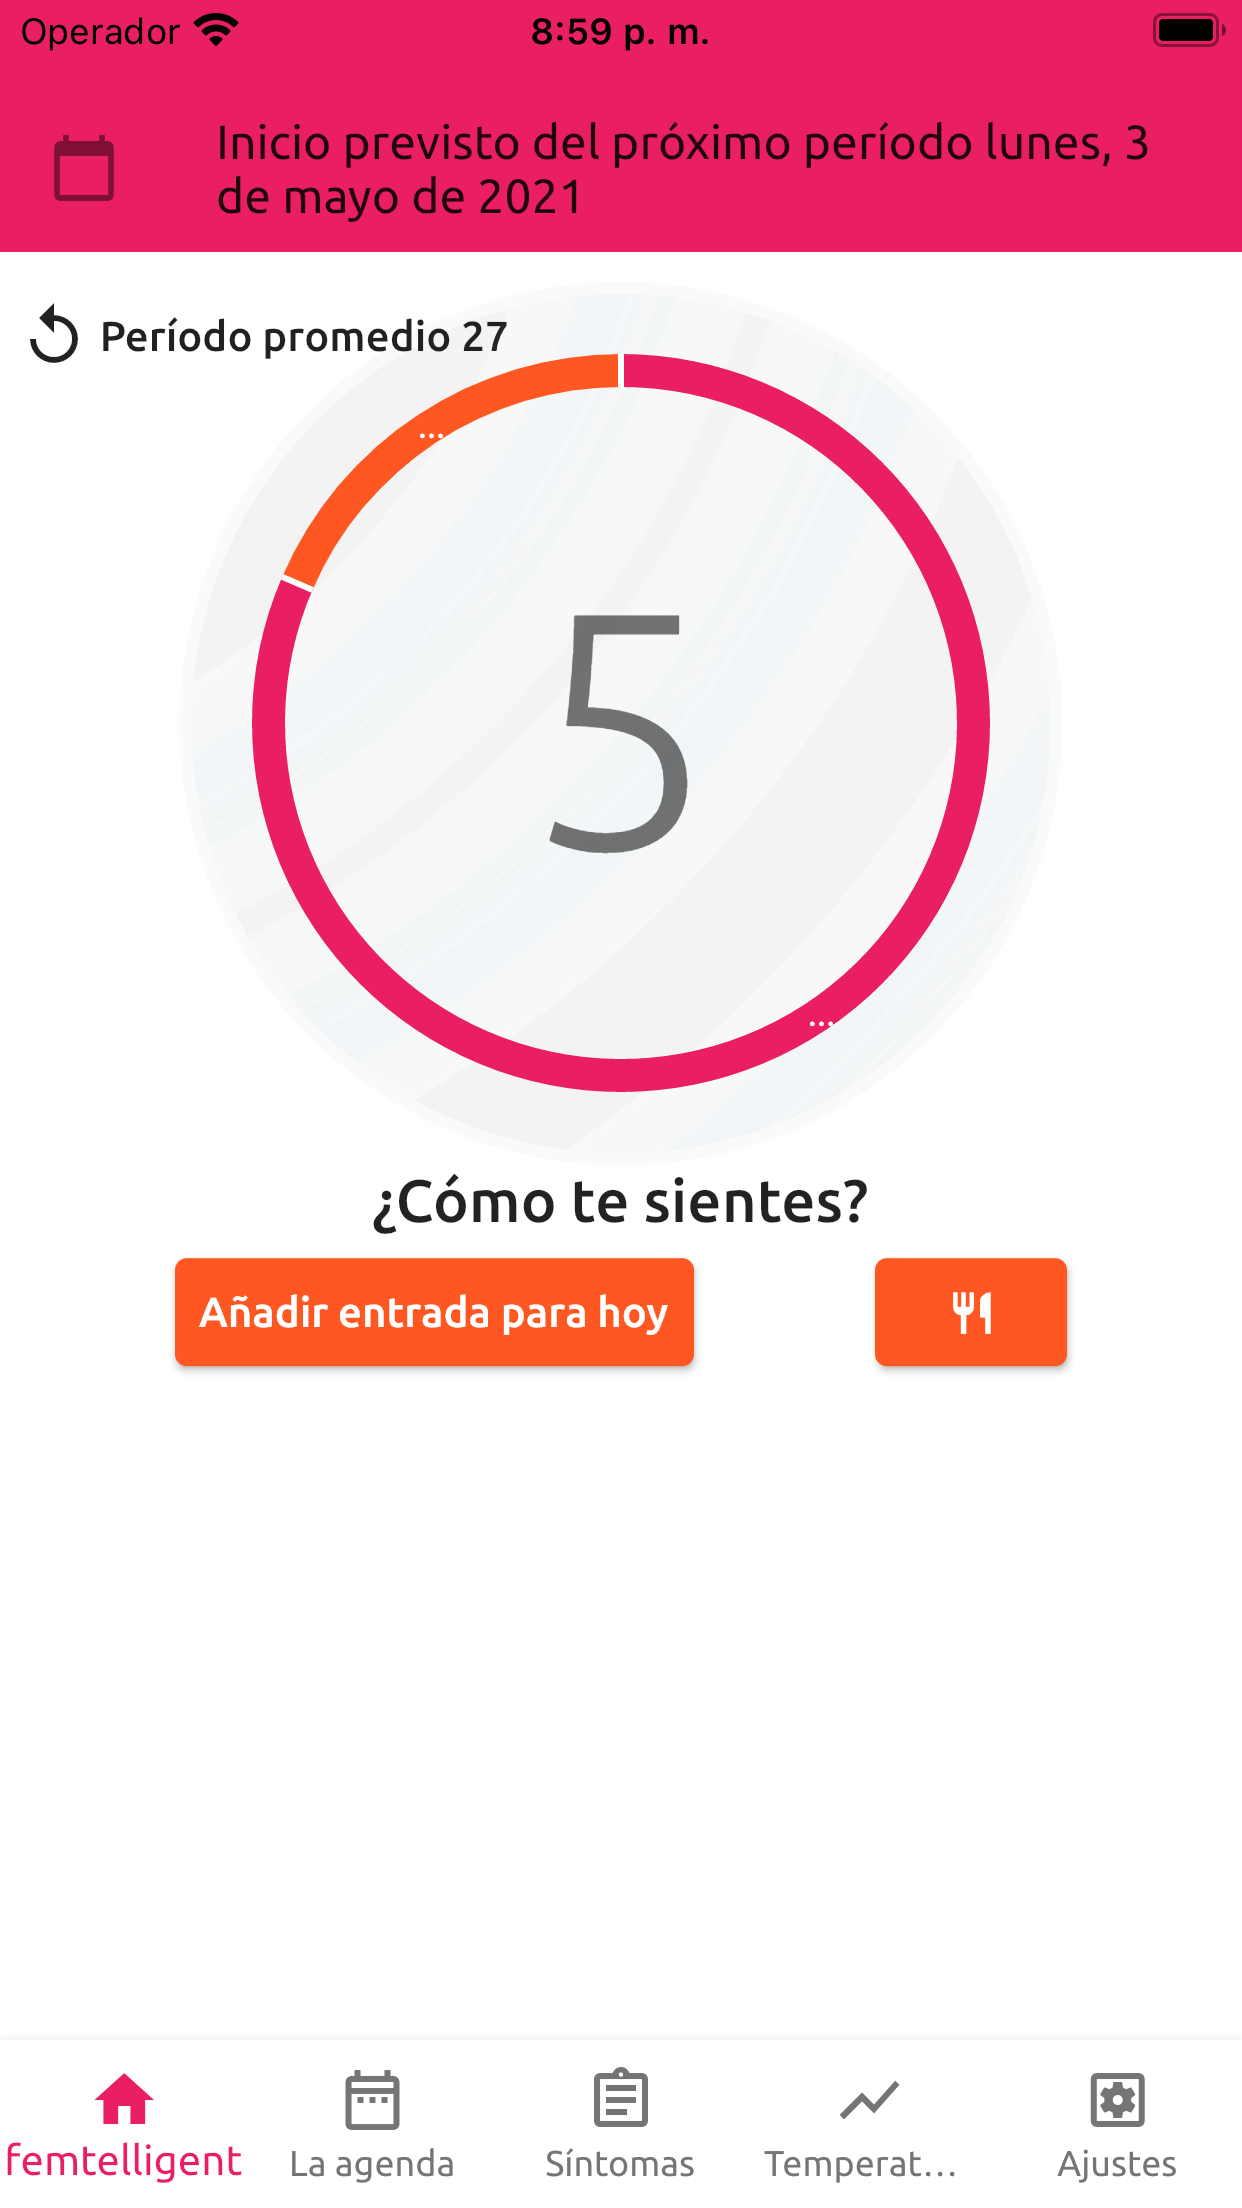 Operador
8:59 p. m.
Inicio previsto del próximo período lunes, 3
de mayo de 2021
Período promedio 27
...
5
...
¿Cómo te sientes?
Añadir entrada para hoy
femtelligent
La agenda
Síntomas
Temperat...
Ajustes